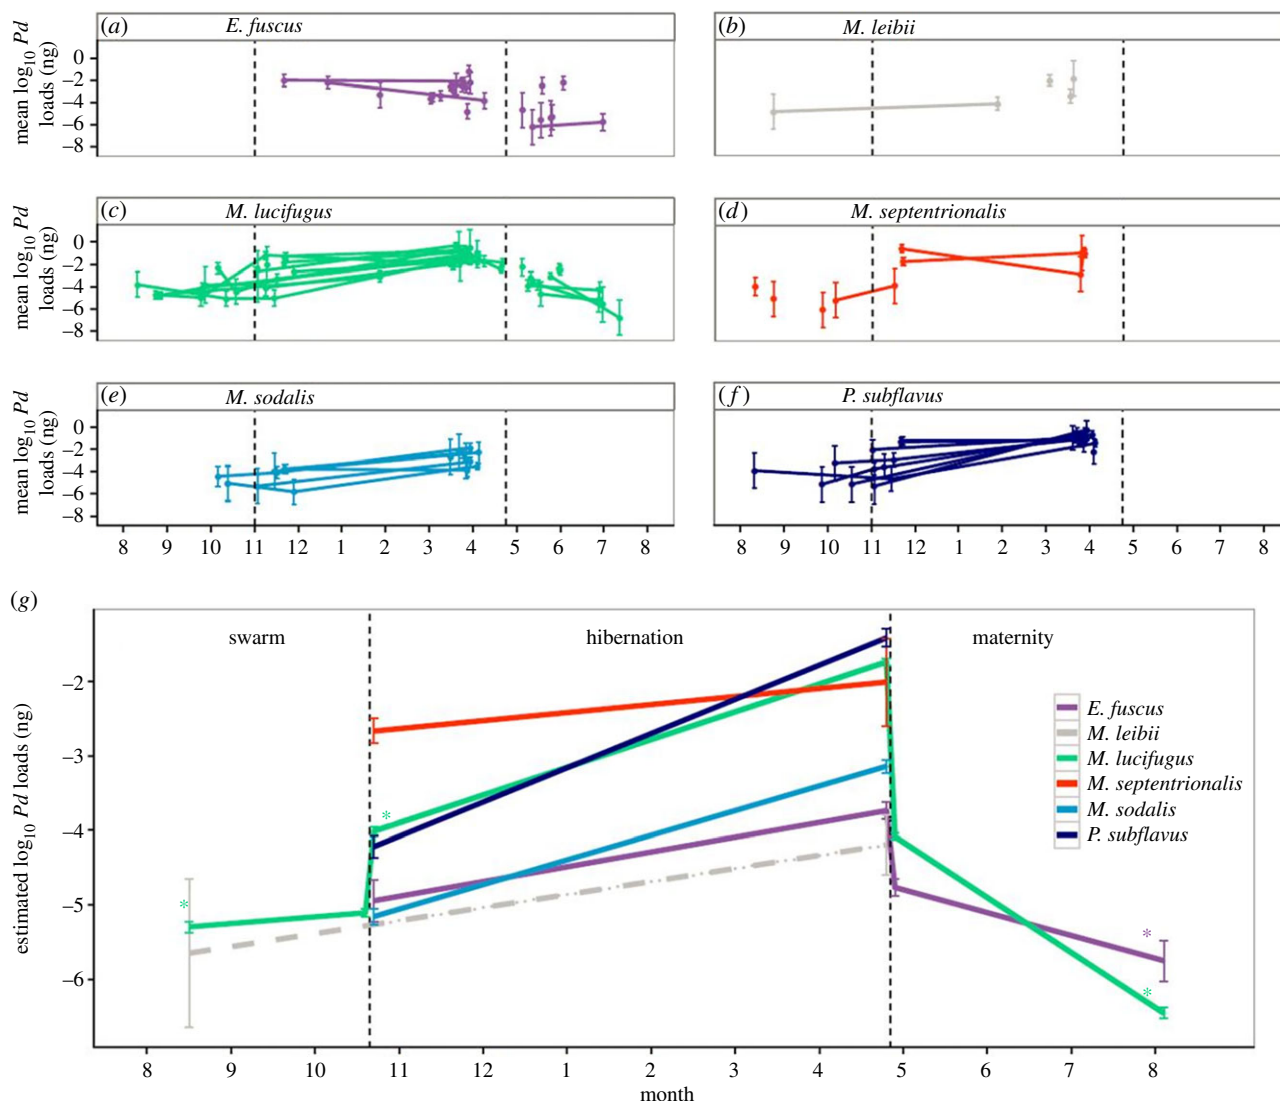 (a) E. fuscus
(b) M. leibii
mean log10 Pd
loads (ng)
0
−2
−4
−6
−8
(c) M. lucifugus
(d) M. septentrionalis
mean log10 Pd
loads (ng)
0
−2
−4
−6
−8
(e) M. sodalis
(f) P. subflavus
mean log10 Pd
loads (ng)
0
−2
−4
−6
−8
8 9 10 11 12 1 2 3 4 5 6 7 8
8 9 10 11 12 1 2 3 4 5 6 7 8
(g)
swarm hibernation maternity
estimated log10 Pd loads (ng)
−2
−3
−4
−5
−6
E. fuscus
M. leibii
M. lucifugus
M. septentrionalis
M. sodalis
P. subflavus
*
*
*
*
8 9 10 11 12 1 2 3 4 5 6 7 8
month